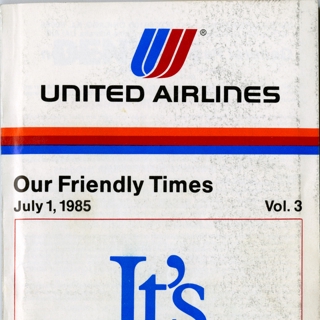 ®
UNITED AIRLINES
Our Friendly Times
July 1, 1985 Vol. 3
It's